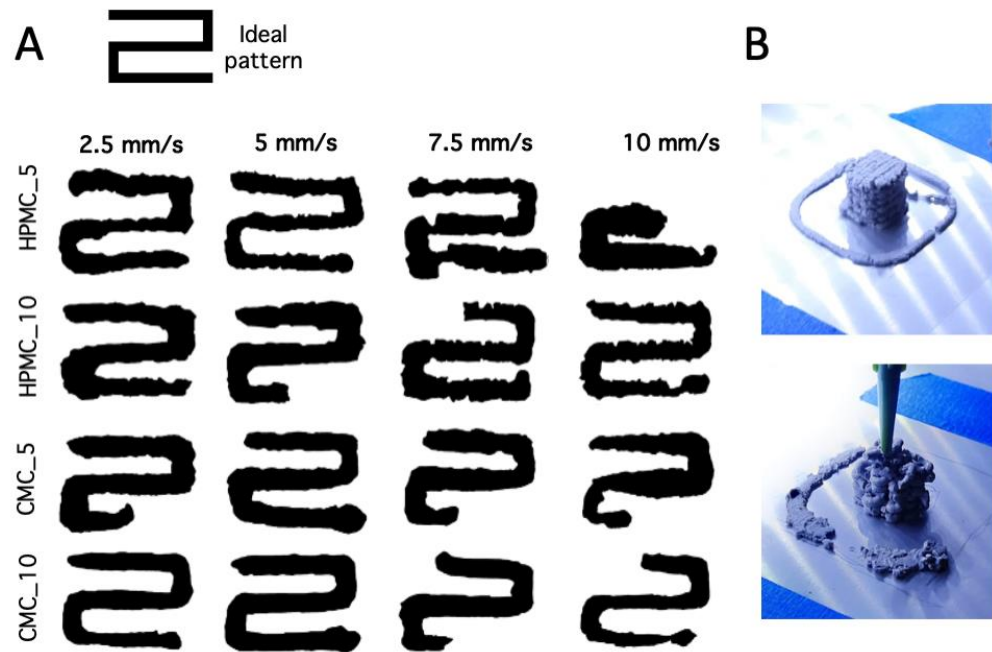 A
Ideal
pattern
B
2.5 mm/s
5 mm/s
7.5 mm/s
10 mm/s
HPMC_5
HPMC_10
CMC_5
CMC_10